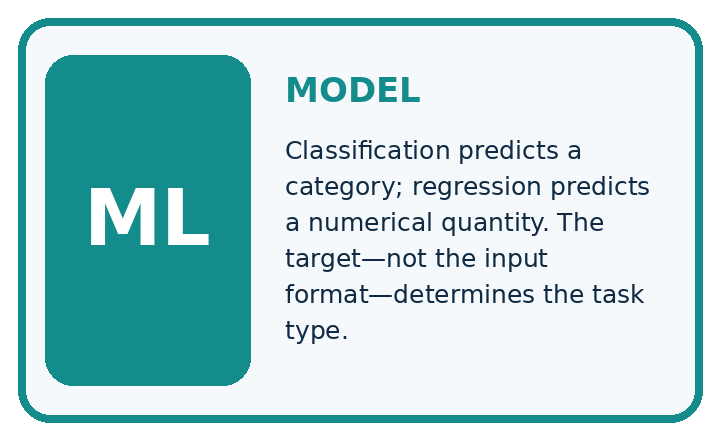 ML
MODEL
Classification predicts a
category; regression predicts
a numerical quantity. The
target—not the input
format—determines the task
type.